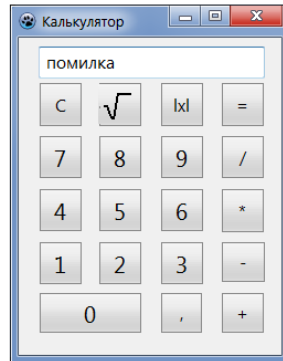 Калькулятор
помилка
C √ |x| =
7 8 9 /
4 5 6 *
1 2 3 -
0 , +